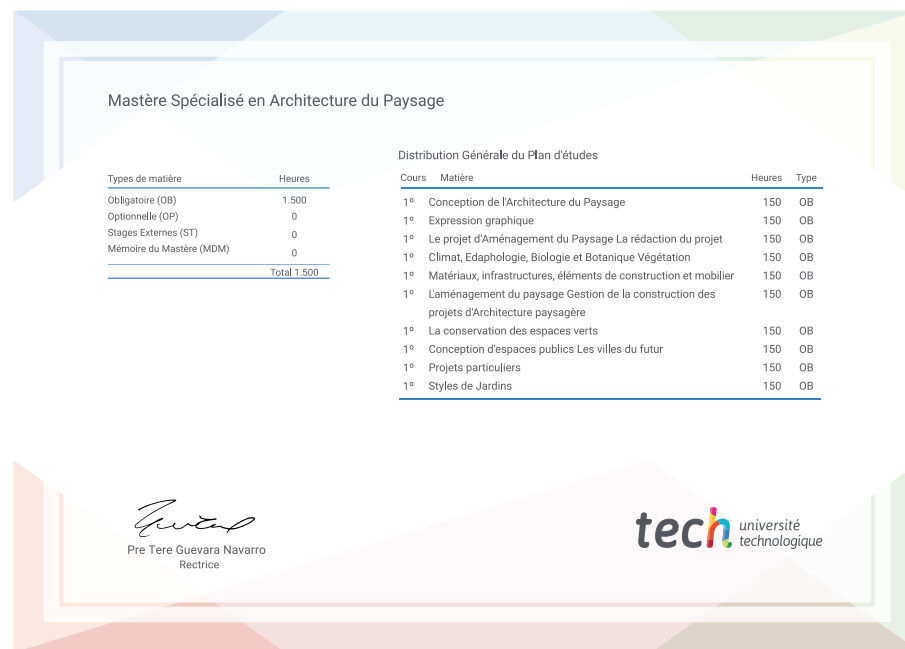 Mastère Spécialisé en Architecture du Paysage
Types de matière Heures
Obligatoire (OB) 1.500
Optionnelle (OP) 0
Stages Externes (ST) 0
Mémoire du Mastère (MDM) 0
Total 1.500
Distribution Générale du Plan d'études
Cours Matière Heures Type
1º Conception de l'Architecture du Paysage 150 OB
1º Expression graphique 150 OB
1º Le projet d'Aménagement du Paysage La rédaction du projet 150 OB
1º Climat, Edaphologie, Biologie et Botanique Végétation 150 OB
1º Matériaux, infrastructures, éléments de construction et mobilier 150 OB
1º L'aménagement du paysage Gestion de la construction des 150 OB
projets d'Architecture paysagère
1º La conservation des espaces verts 150 OB
1º Conception d'espaces publics Les villes du futur 150 OB
1º Projets particuliers 150 OB
1º Styles de Jardins 150 OB
Pre Tere Guevara Navarro
Rectrice
tech université
technologique